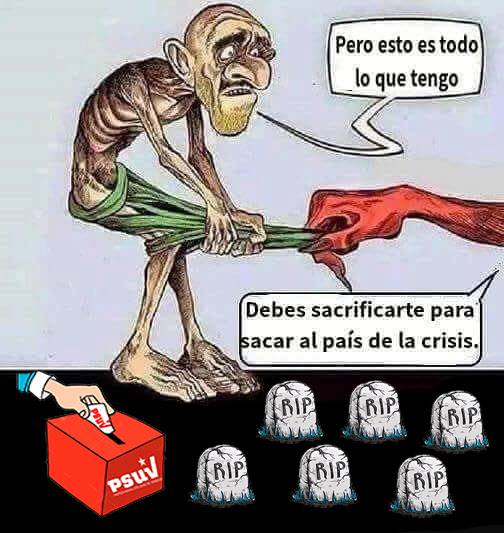 Pero esto es todo
lo que tengo
Debes sacrificarte para
sacar al país de la crisis.
PSUV
PSUV
RIP
RIP
RIP
RIP
RIP
RIP